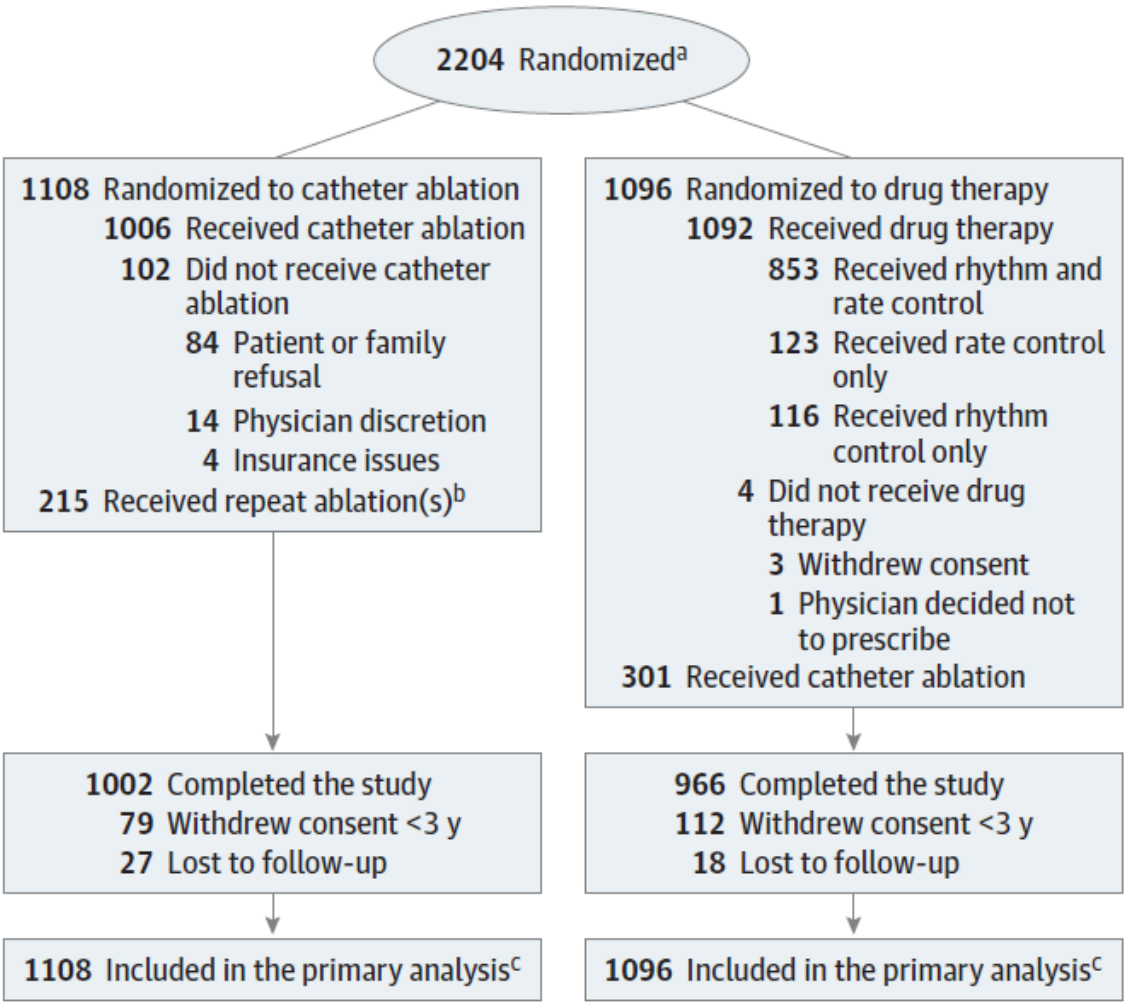 2204 Randomizedᵃ
1108 Randomized to catheter ablation
1006 Received catheter ablation
102 Did not receive catheter
ablation
84 Patient or family
refusal
14 Physician discretion
4 Insurance issues
215 Received repeat ablation(s)ᵇ
1096 Randomized to drug therapy
1092 Received drug therapy
853 Received rhythm and
rate control
123 Received rate control
only
116 Received rhythm
control only
4 Did not receive drug
therapy
3 Withdrew consent
1 Physician decided not
to prescribe
301 Received catheter ablation
1002 Completed the study
79 Withdrew consent <3 y
27 Lost to follow-up
966 Completed the study
112 Withdrew consent <3 y
18 Lost to follow-up
1108 Included in the primary analysisᶜ
1096 Included in the primary analysisᶜ